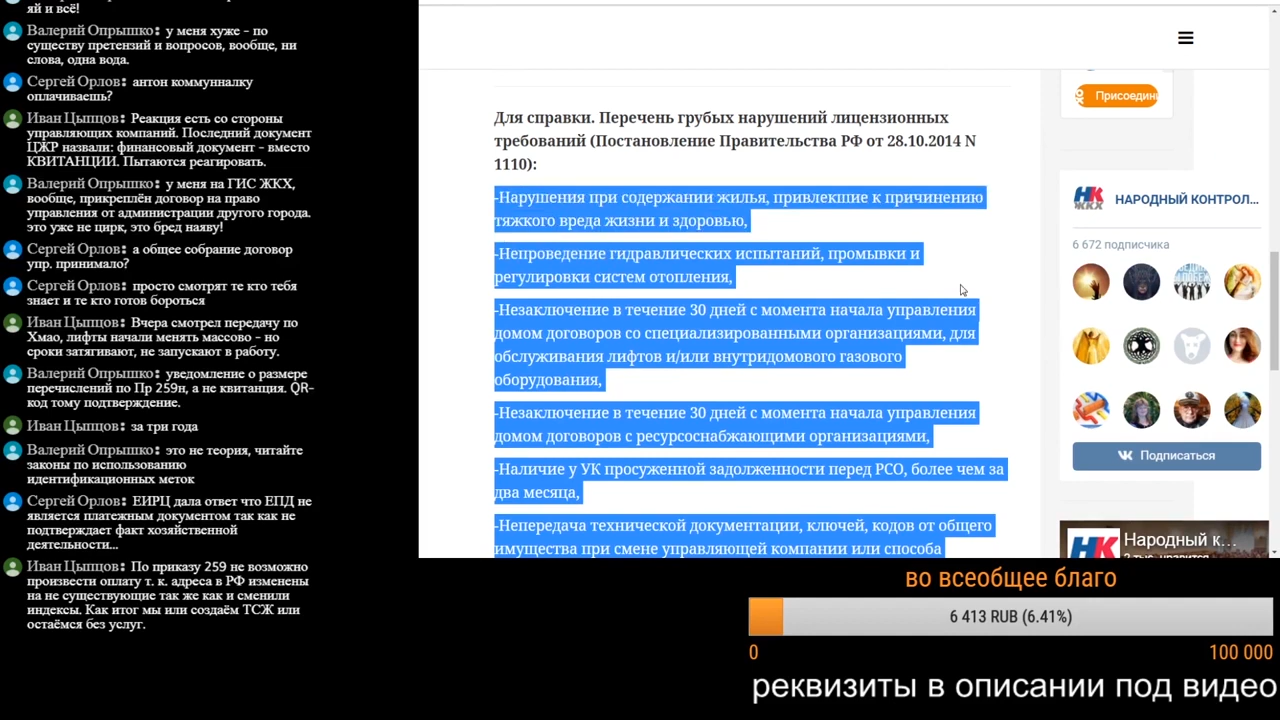 яй и всё!
Валерий Опрышко: у меня хуже - по
существу претензий и вопросов, вообще, ни
слова, одна вода.
Сергей Орлов: антон коммунналку
оплачиваешь?
Иван Цыпцов: Реакция есть со стороны
управляющих компаний. Последний документ
ЦЖР назвали: финансовый документ - вместо
КВИТАНЦИИ. Пытаются реагировать.
Валерий Опрышко: у меня на ГИС ЖКХ,
вообще, прикреплён договор на право
управления от администрации другого города.
это уже не цирк, это бред наяву!
Сергей Орлов: а общее собрание договор
упр. принимало?
Сергей Орлов: просто смотят те кто тебя
знает и те кто готов бороться
Иван Цыпцов: Вчера смотрел передачу по
Хмао, лифты начали менять массово - но
сроки затягивают, не запускают в работу.
Валерий Опрышко: уведомление о размере
перечислений по Пр 259н, а не квитанция. QR-
код тому подтверждение.
Иван Цыпцов: за три года
Валерий Опрышко: это не теория, читайте
законы по использованию
идентификационных меток
Сергей Орлов: ЕИРЦ дала ответ что ЕПД не
является платежным документом так как не
подтверждает факт хозяйственной
деятельности...
Иван Цыпцов: По приказу 259 не возможно
произвести оплату т. к. адреса в РФ изменены
на не существующие так же как и сменили
индексы. Как итог мы или создаём ТСЖ или
остаёмся без услуг.
Для справки. Перечень грубых нарушений лицензионных
требований (Постановление Правительства РФ от 28.10.2014 N
1110):
-Нарушения при содержании жилья, привлекшие к причинению
тяжкого вреда жизни и здоровью,
-Непроведение гидравлических испытаний, промывки и
регулировки систем отопления,
-Незаключение в течение 30 дней с момента начала управления
домом договоров со специализированными организациями, для
обслуживания лифтов и/или внутридомового газового
оборудования,
-Незаключение в течение 30 дней с момента начала управления
домом договоров с ресурсоснабжающими организациями,
-Наличие у УК просуженной задолженности перед РСО, более чем за
два месяца,
-Непередача технической документации, ключей, кодов от общего
имущества при смене управляющей компании или способа
Присоедини
НК
ЖКХ
НАРОДНЫЙ КОНТРОЛ...
6 672 подписчика
Подписаться
НК
Народный к...
во всеобщее благо
6 413 RUB (6.41%)
0
100 000
реквизиты в описании под видео